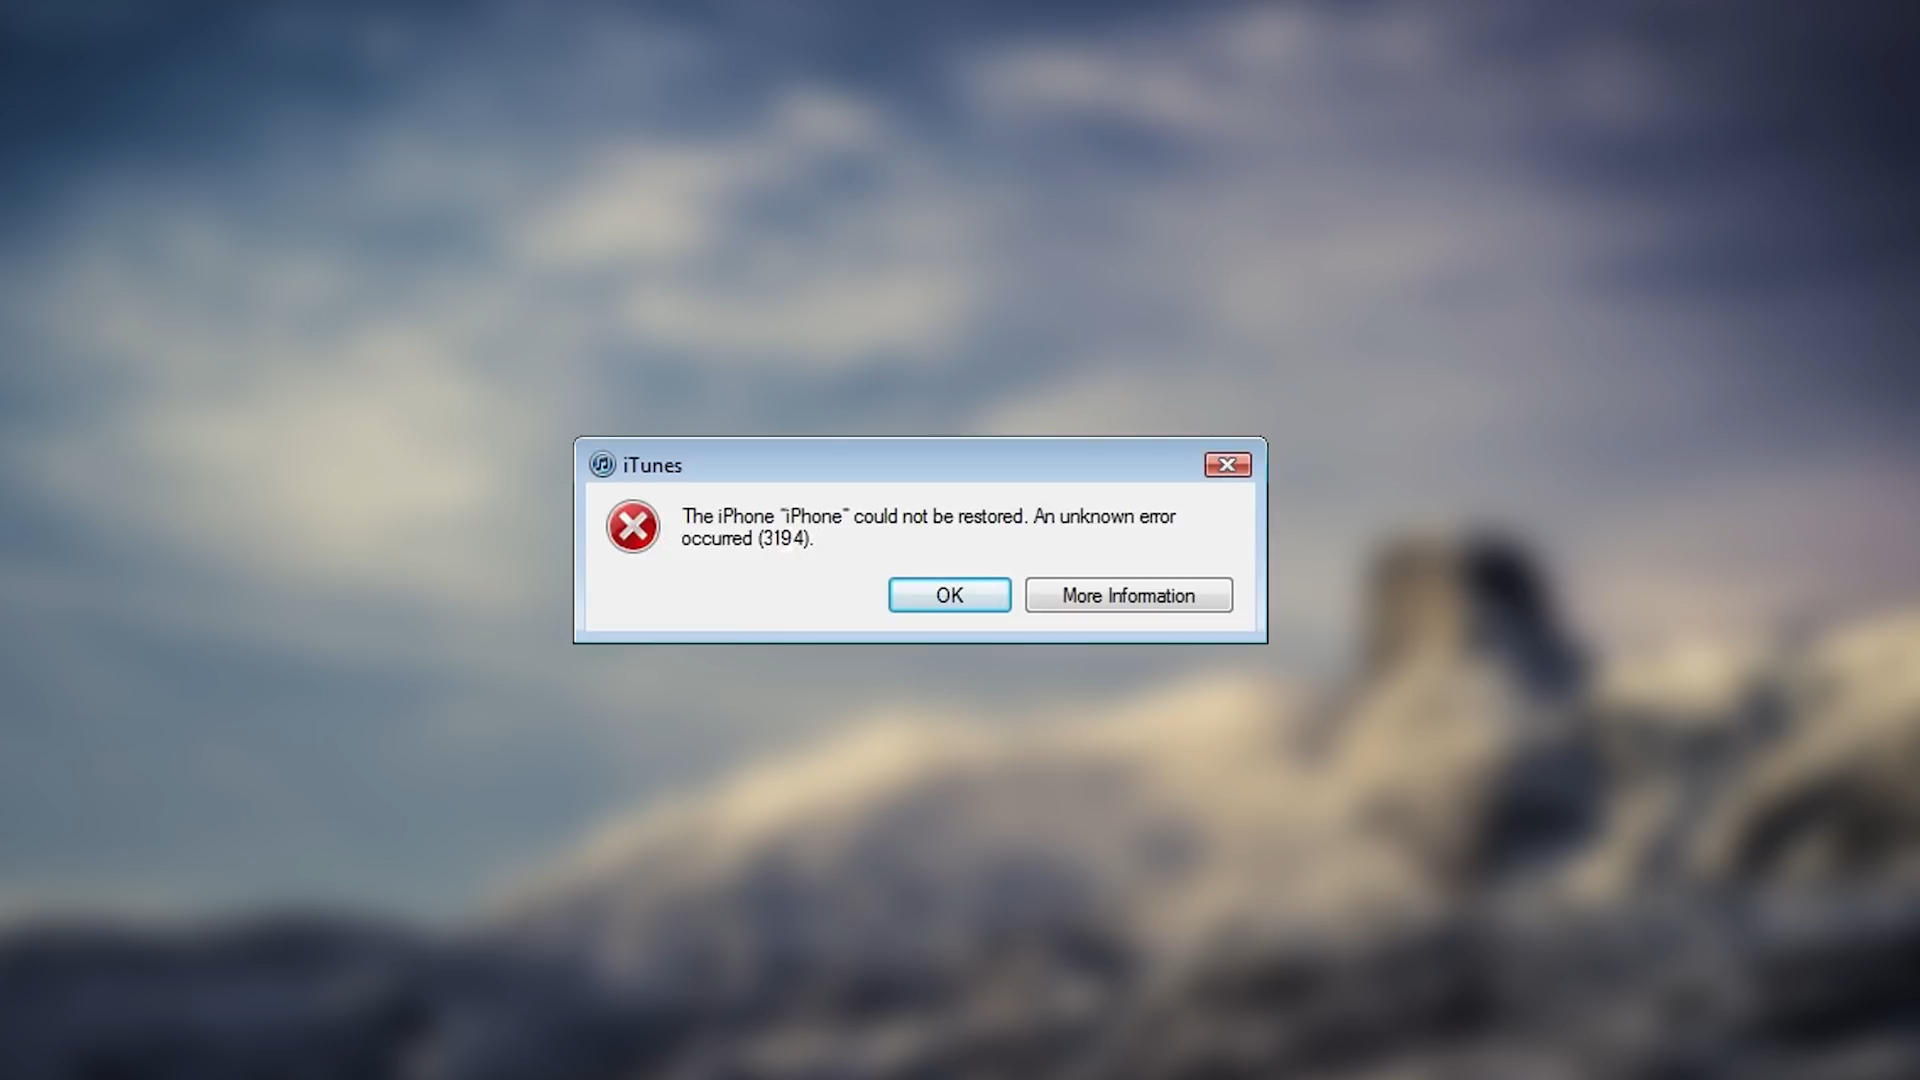 iTunes
The iPhone "iPhone" could not be restored. An unknown error
occurred (3194).
OK
More Information